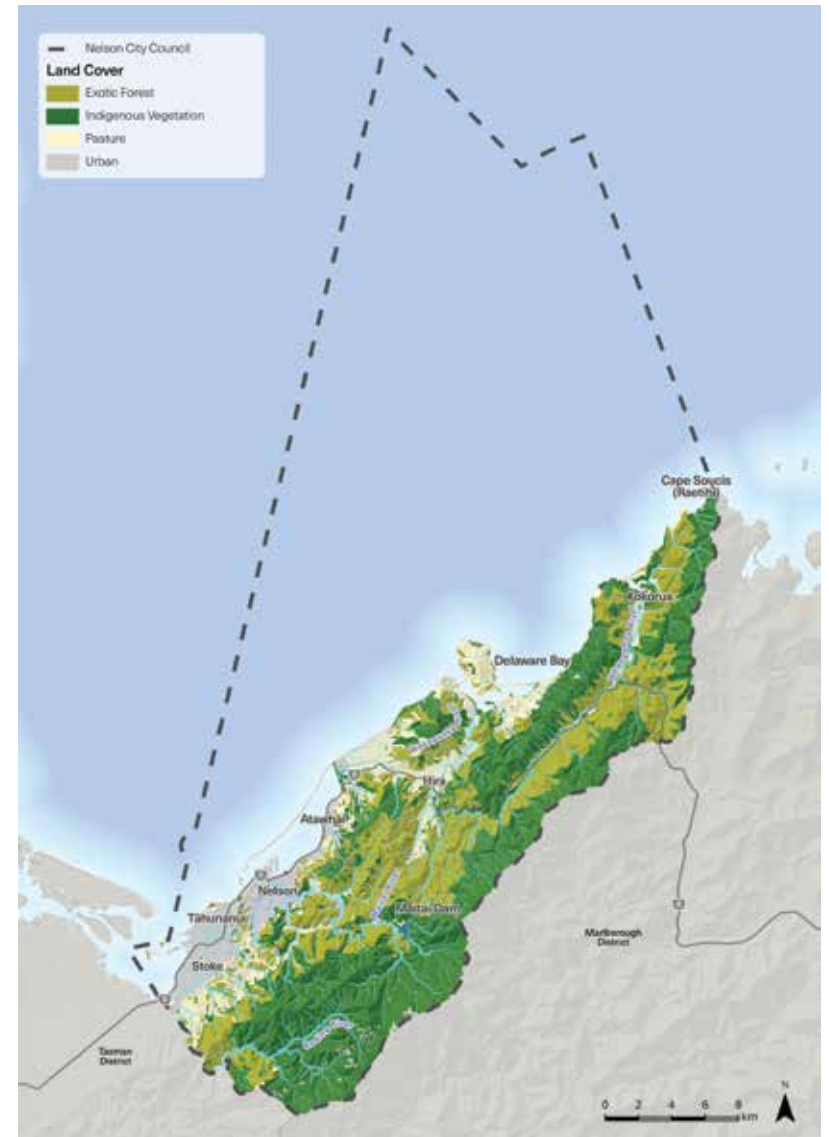 Nelson City Council
Land Cover
Exotic Forest
Indigenous Vegetation
Pasture
Urban
Cape Soucis
(Raetihi)
Kokorua
Delaware Bay
Hira
Atawhai
Nelson
Maitai Dam
Tāhunanui
Stoke
Marlborough
District
Tasman
District
N
0 2 4 6 8
km